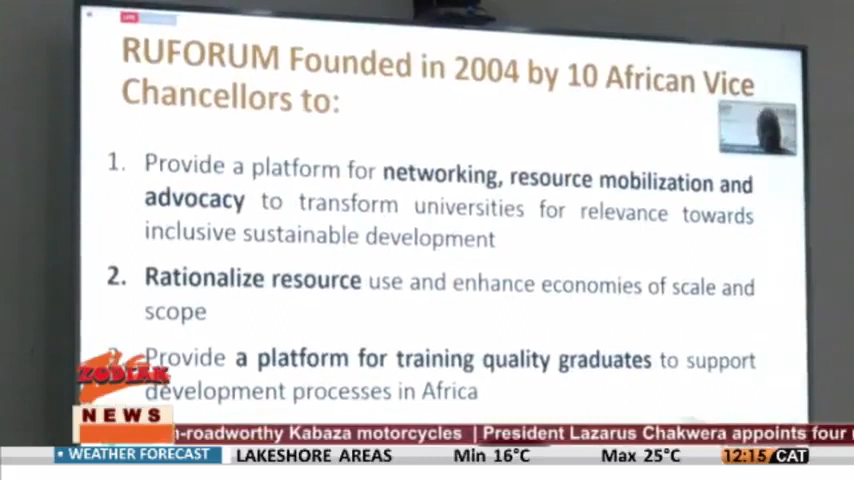 LIVE
RUFORUM Founded in 2004 by 10 African Vice
Chancellors to:
1. Provide a platform for networking, resource mobilization and
advocacy to transform universities for relevance towards
inclusive sustainable development
2. Rationalize resource use and enhance economies of scale and
scope
Provide a platform for training quality graduates to support
development processes in Africa
ZODIAK
NEWS
-roadworthy Kabaza motorcycles | President Lazarus Chakwera appoints four
• WEATHER FORECAST LAKESHORE AREAS Min 16°C Max 25°C 12:15 CAT